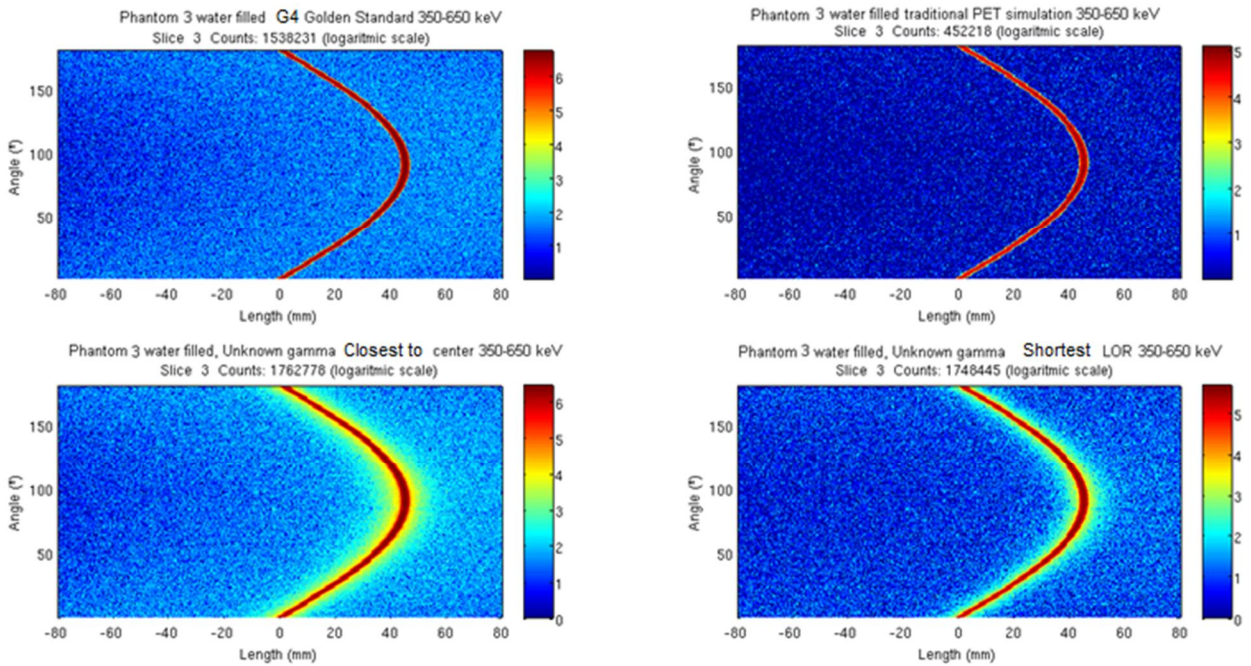 Phantom 3 water filled G4 Golden Standard 350-650 keV
Slice 3 Counts: 1538231 (logaritmic scale)
Angle (°)
150
100
50
-80 -60 -40 -20 0 20 40 60 80
Length (mm)
6
5
4
3
2
1
Phantom 3 water filled traditional PET simulation 350-650 keV
Slice 3 Counts: 452218 (logaritmic scale)
Angle (°)
150
100
50
-80 -60 -40 -20 0 20 40 60 80
Length (mm)
5
4
3
2
1
Phantom 3 water filled, Unknown gamma Closest to center 350-650 keV
Slice 3 Counts: 1762778 (logaritmic scale)
Angle (°)
150
100
50
-80 -60 -40 -20 0 20 40 60 80
Length (mm)
6
5
4
3
2
1
0
Phantom 3 water filled, Unknown gamma Shortest LOR 350-650 keV
Slice 3 Counts: 1748445 (logaritmic scale)
Angle (°)
150
100
50
-80 -60 -40 -20 0 20 40 60 80
Length (mm)
5
4
3
2
1
0